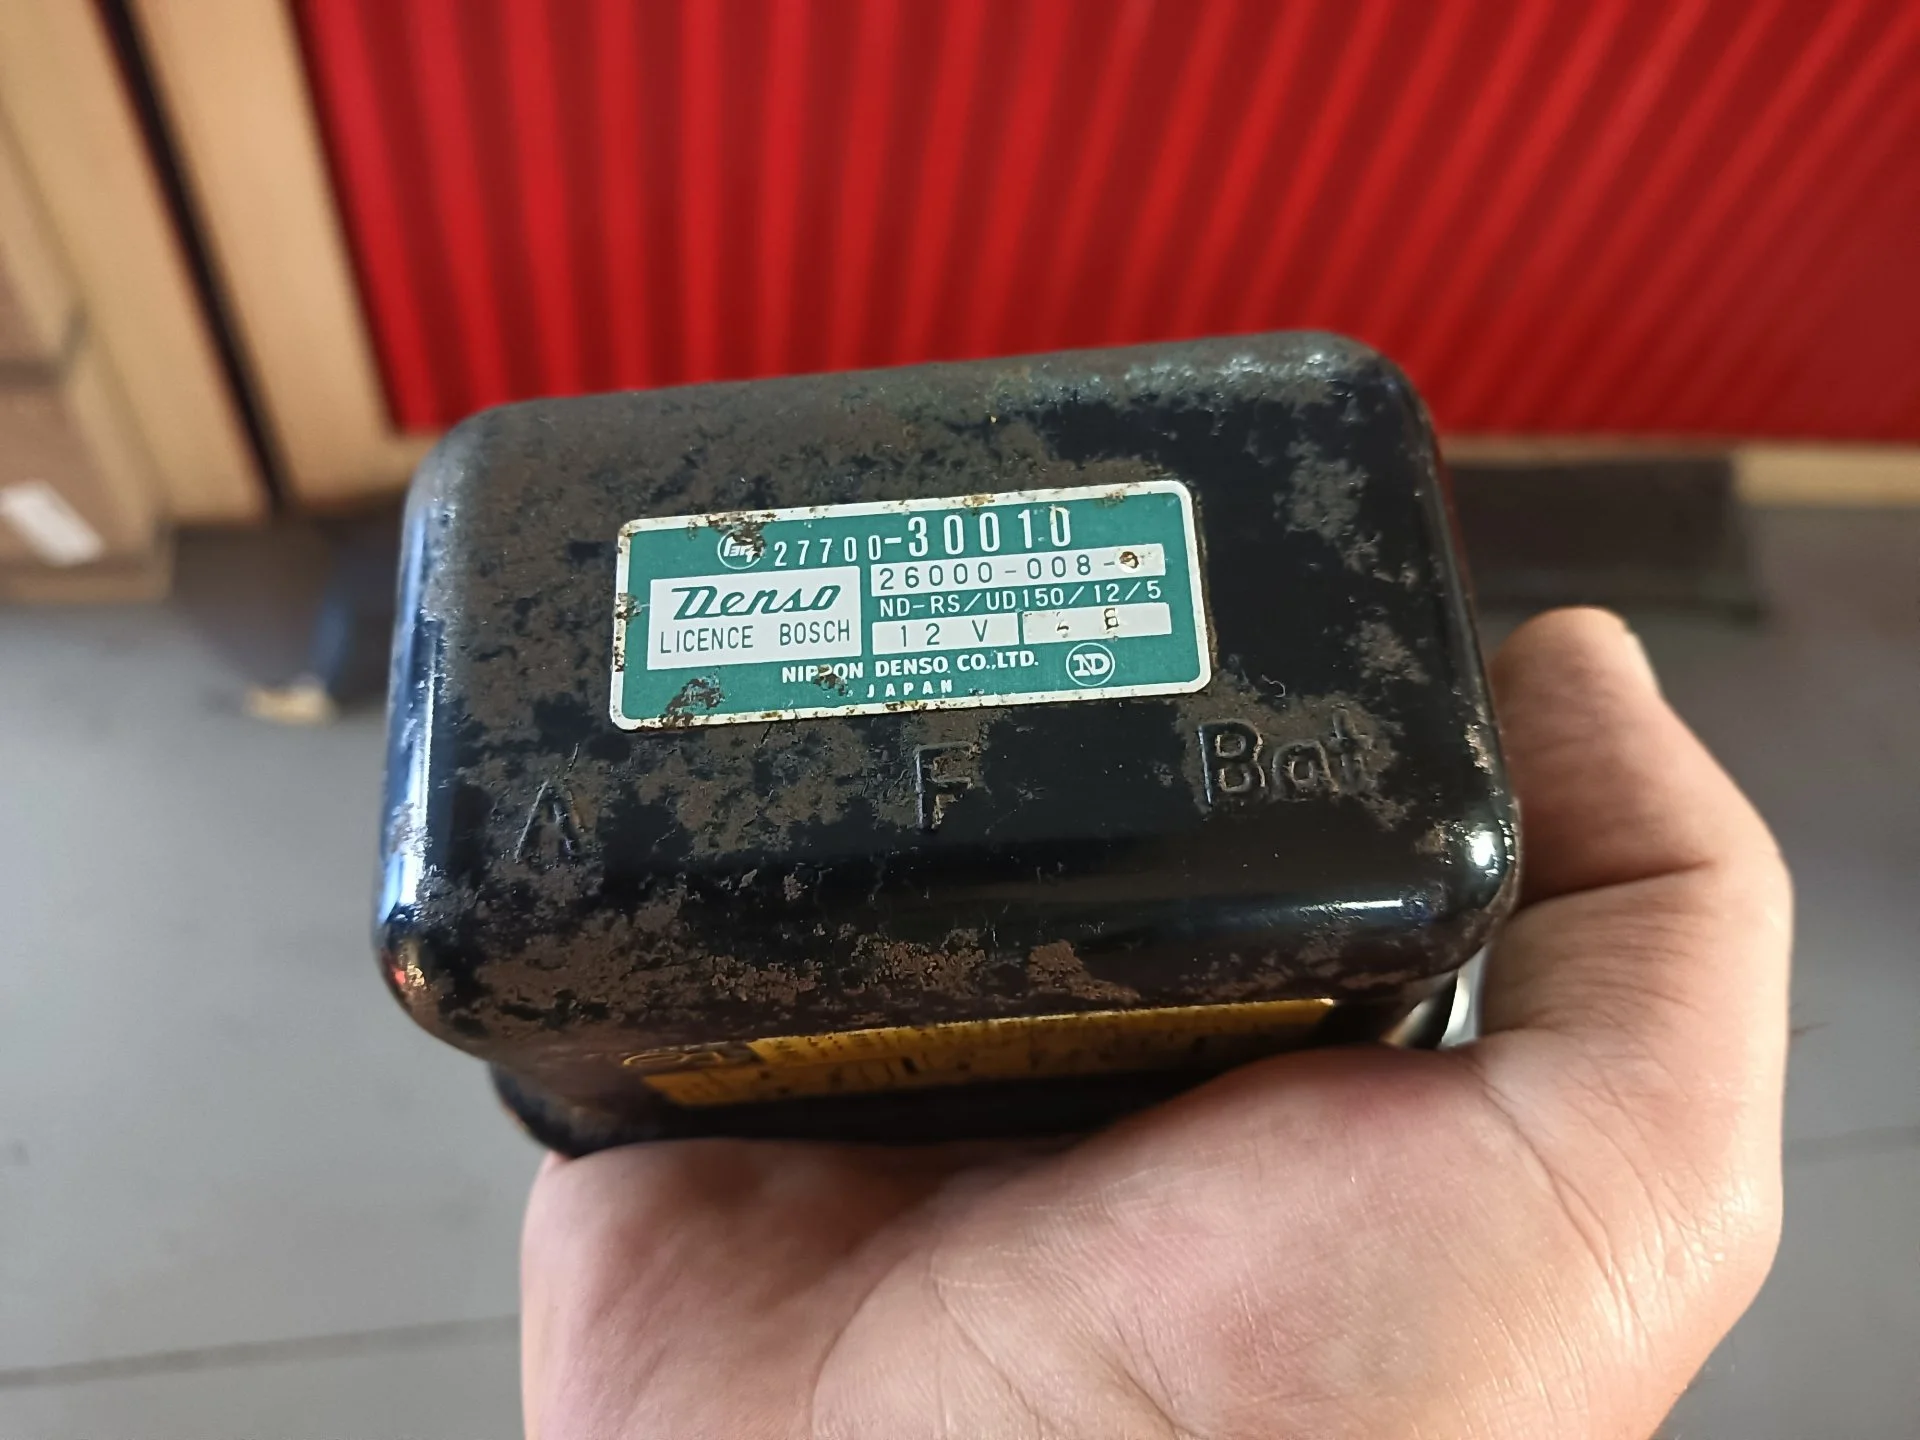 27700-30010
26000-008-
Denso
LICENCE BOSCH
ND-RS/UD150/12/5
12 V
NIPPON DENSO CO.,LTD. ND
JAPAN
A F Bat